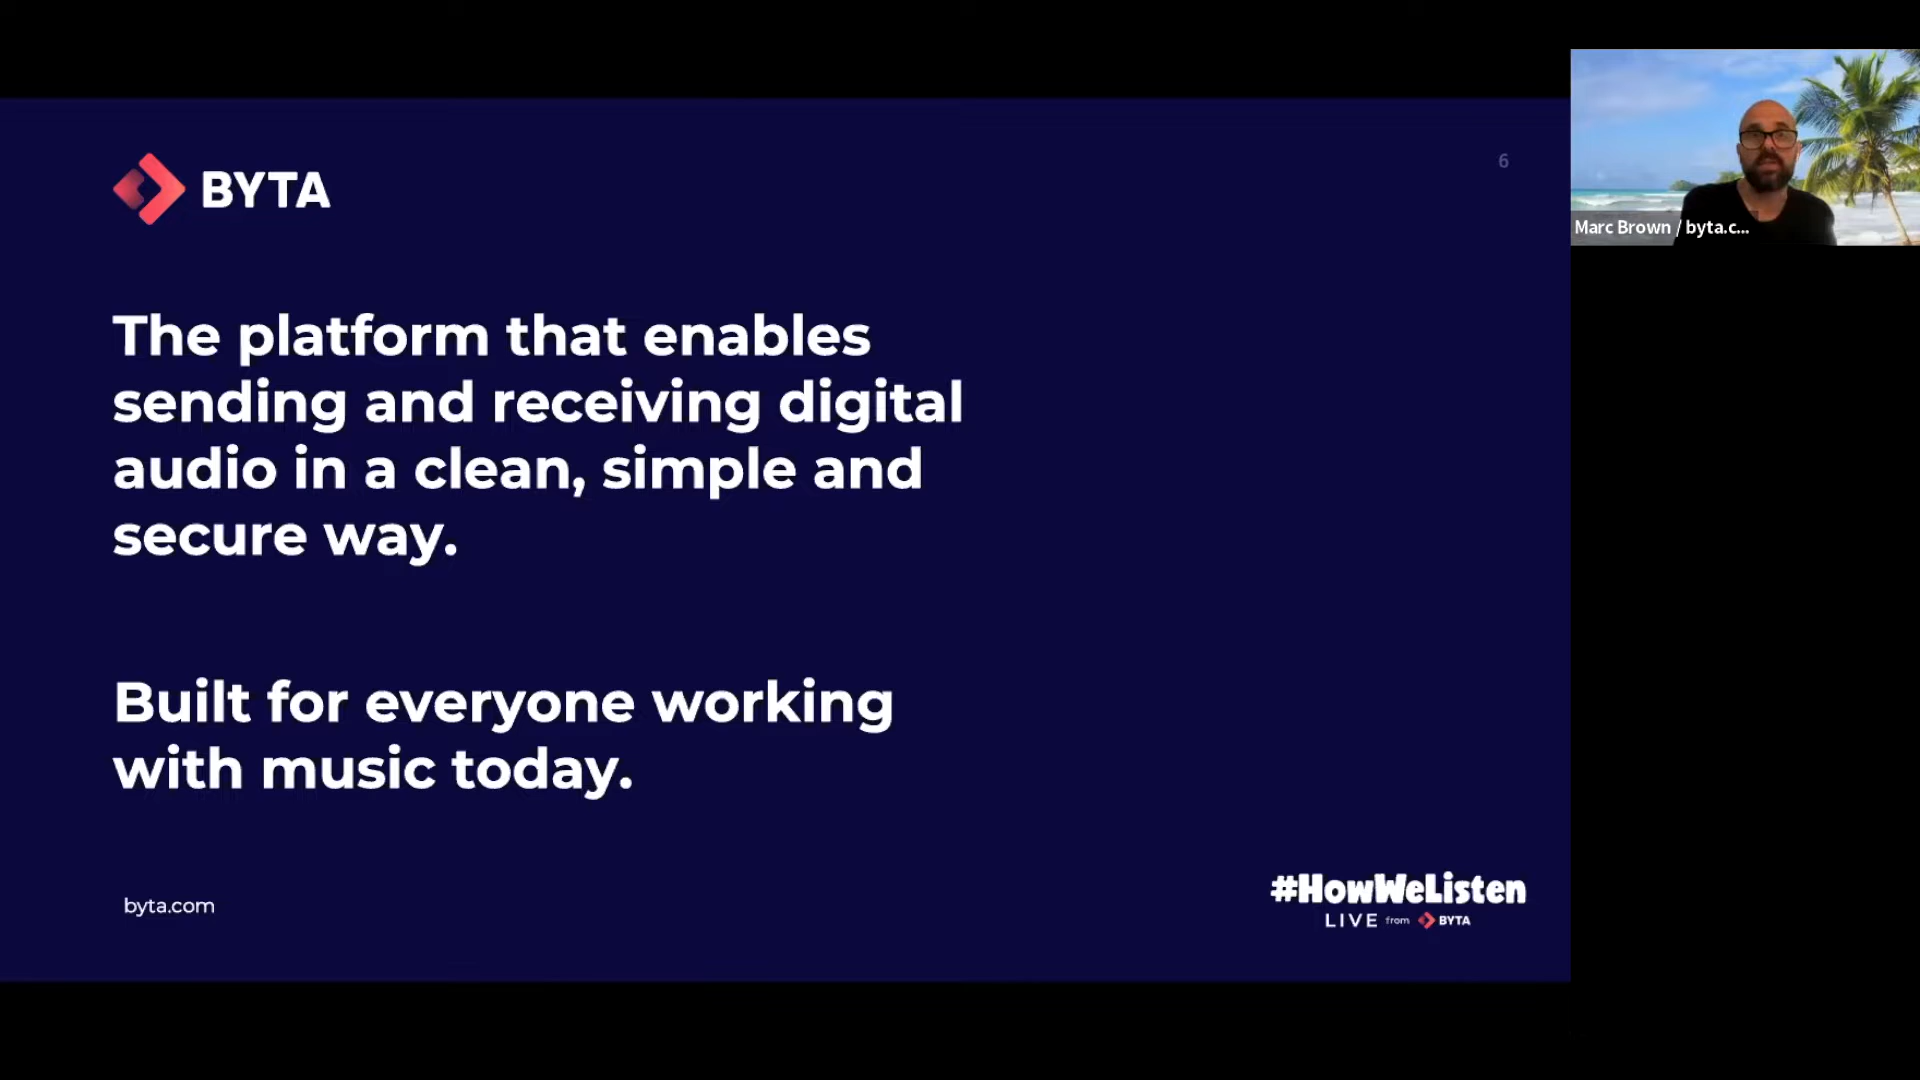 BYTA
6
The platform that enables
sending and receiving digital
audio in a clean, simple and
secure way.
Built for everyone working
with music today.
byta.com
#HowWeListen
LIVE from BYTA
Marc Brown / byta.c...